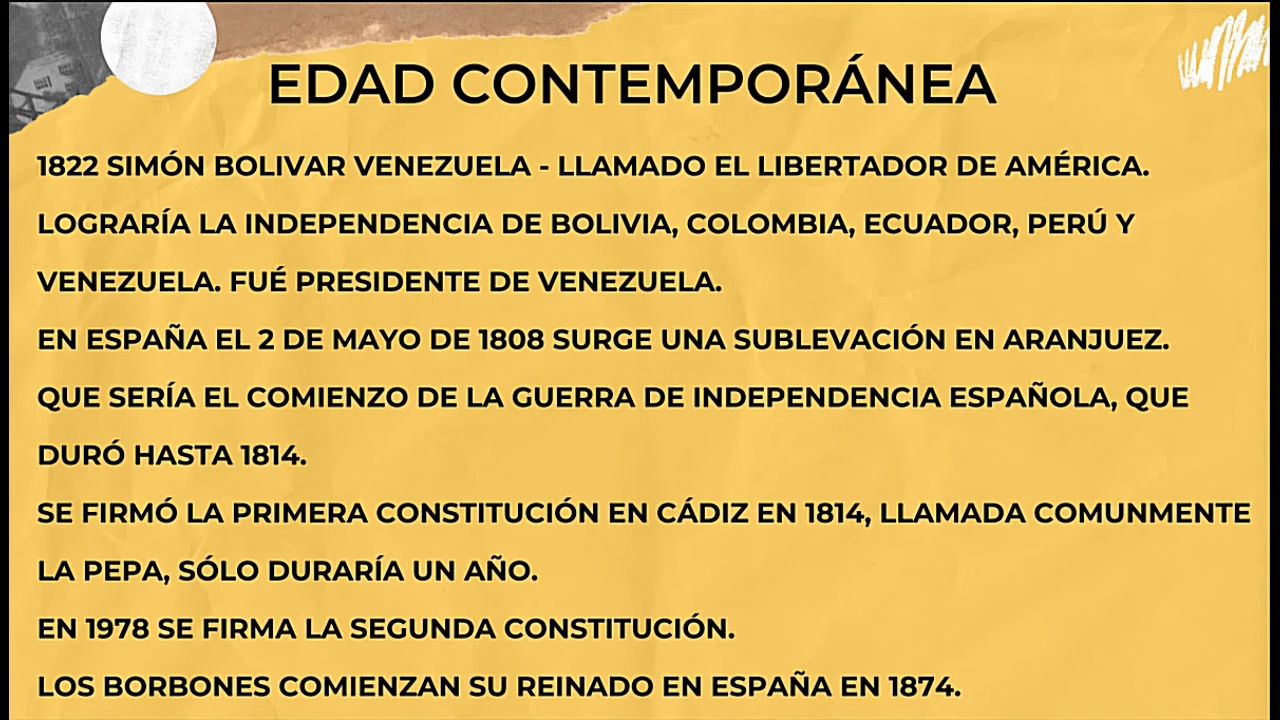 EDAD CONTEMPORÁNEA
1822 SIMÓN BOLIVAR VENEZUELA - LLAMADO EL LIBERTADOR DE AMÉRICA.
LOGRARÍA LA INDEPENDENCIA DE BOLIVIA, COLOMBIA, ECUADOR, PERÚ Y
VENEZUELA. FUÉ PRESIDENTE DE VENEZUELA.
EN ESPAÑA EL 2 DE MAYO DE 1808 SURGE UNA SUBLEVACIÓN EN ARANJUEZ.
QUE SERÍA EL COMIENZO DE LA GUERRA DE INDEPENDENCIA ESPAÑOLA, QUE
DURÓ HASTA 1814.
SE FIRMÓ LA PRIMERA CONSTITUCIÓN EN CÁDIZ EN 1814, LLAMADA COMUNMENTE
LA PEPA, SÓLO DURARÍA UN AÑO.
EN 1978 SE FIRMA LA SEGUNDA CONSTITUCIÓN.
LOS BORBONES COMIENZAN SU REINADO EN ESPAÑA EN 1874.